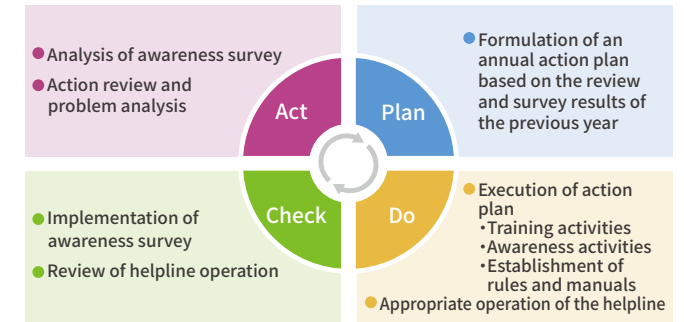 ● Analysis of awareness survey
● Action review and
problem analysis
Act
Plan
● Formulation of an
annual action plan
based on the review
and survey results of
the previous year
● Implementation of
awareness survey
● Review of helpline operation
Check
Do
● Execution of action
plan
・Training activities
・Awareness activities
・Establishment of
rules and manuals
● Appropriate operation of the helpline